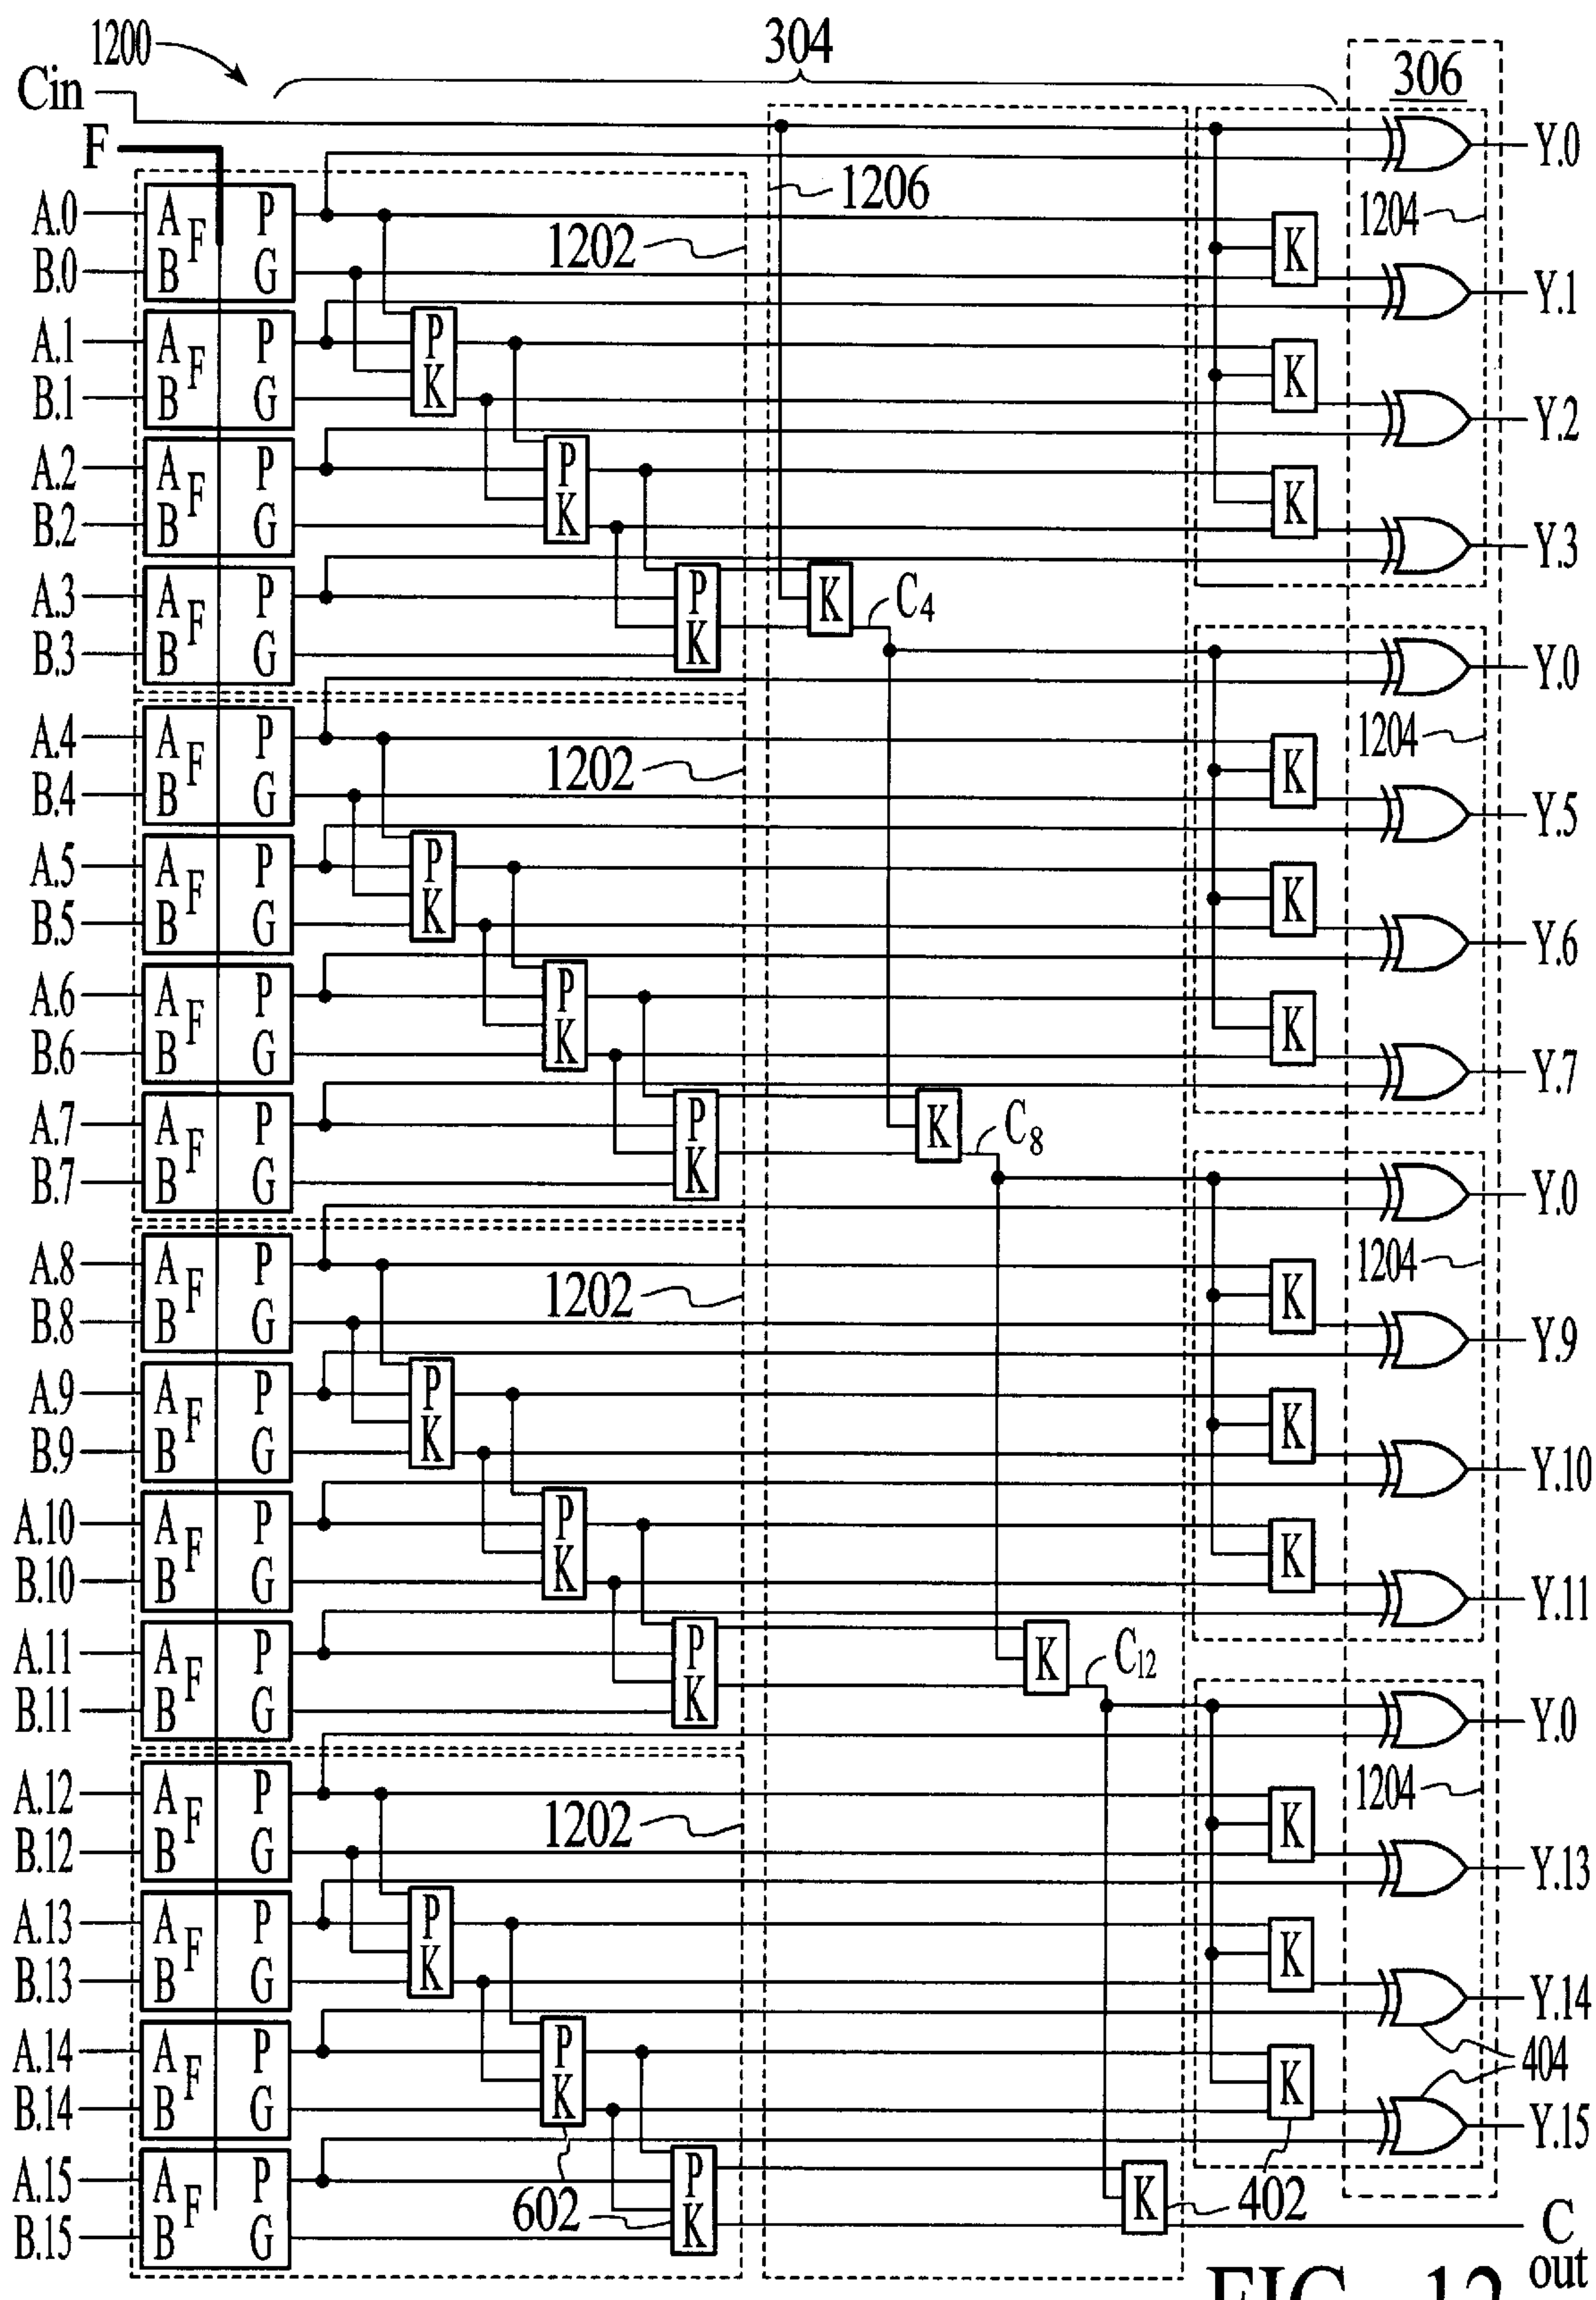 1200
304
306
Cin
F
Y.0
1206
1204
A.0 A F P
B.0 B G
1202
K
Y.1
A.1 A F P
B.1 B G
P
K
K
Y.2
A.2 A F P
B.2 B G
P
K
K
Y.3
A.3 A F P
B.3 B G
P
K
K
C4
Y.0
1204
A.4 A F P
B.4 B G
1202
K
Y.5
A.5 A F P
B.5 B G
P
K
K
Y.6
A.6 A F P
B.6 B G
P
K
K
Y.7
A.7 A F P
B.7 B G
P
K
K
C8
Y.0
1204
A.8 A F P
B.8 B G
1202
K
Y.9
A.9 A F P
B.9 B G
P
K
K
Y.10
A.10 A F P
B.10 B G
P
K
K
Y.11
A.11 A F P
B.11 B G
P
K
K
C12
Y.0
1204
A.12 A F P
B.12 B G
1202
K
Y.13
A.13 A F P
B.13 B G
P
K
K
Y.14
404
A.14 A F P
B.14 B G
P
K
K
Y.15
A.15 A F P
B.15 B G
602
P
K
K
402
402
C
out